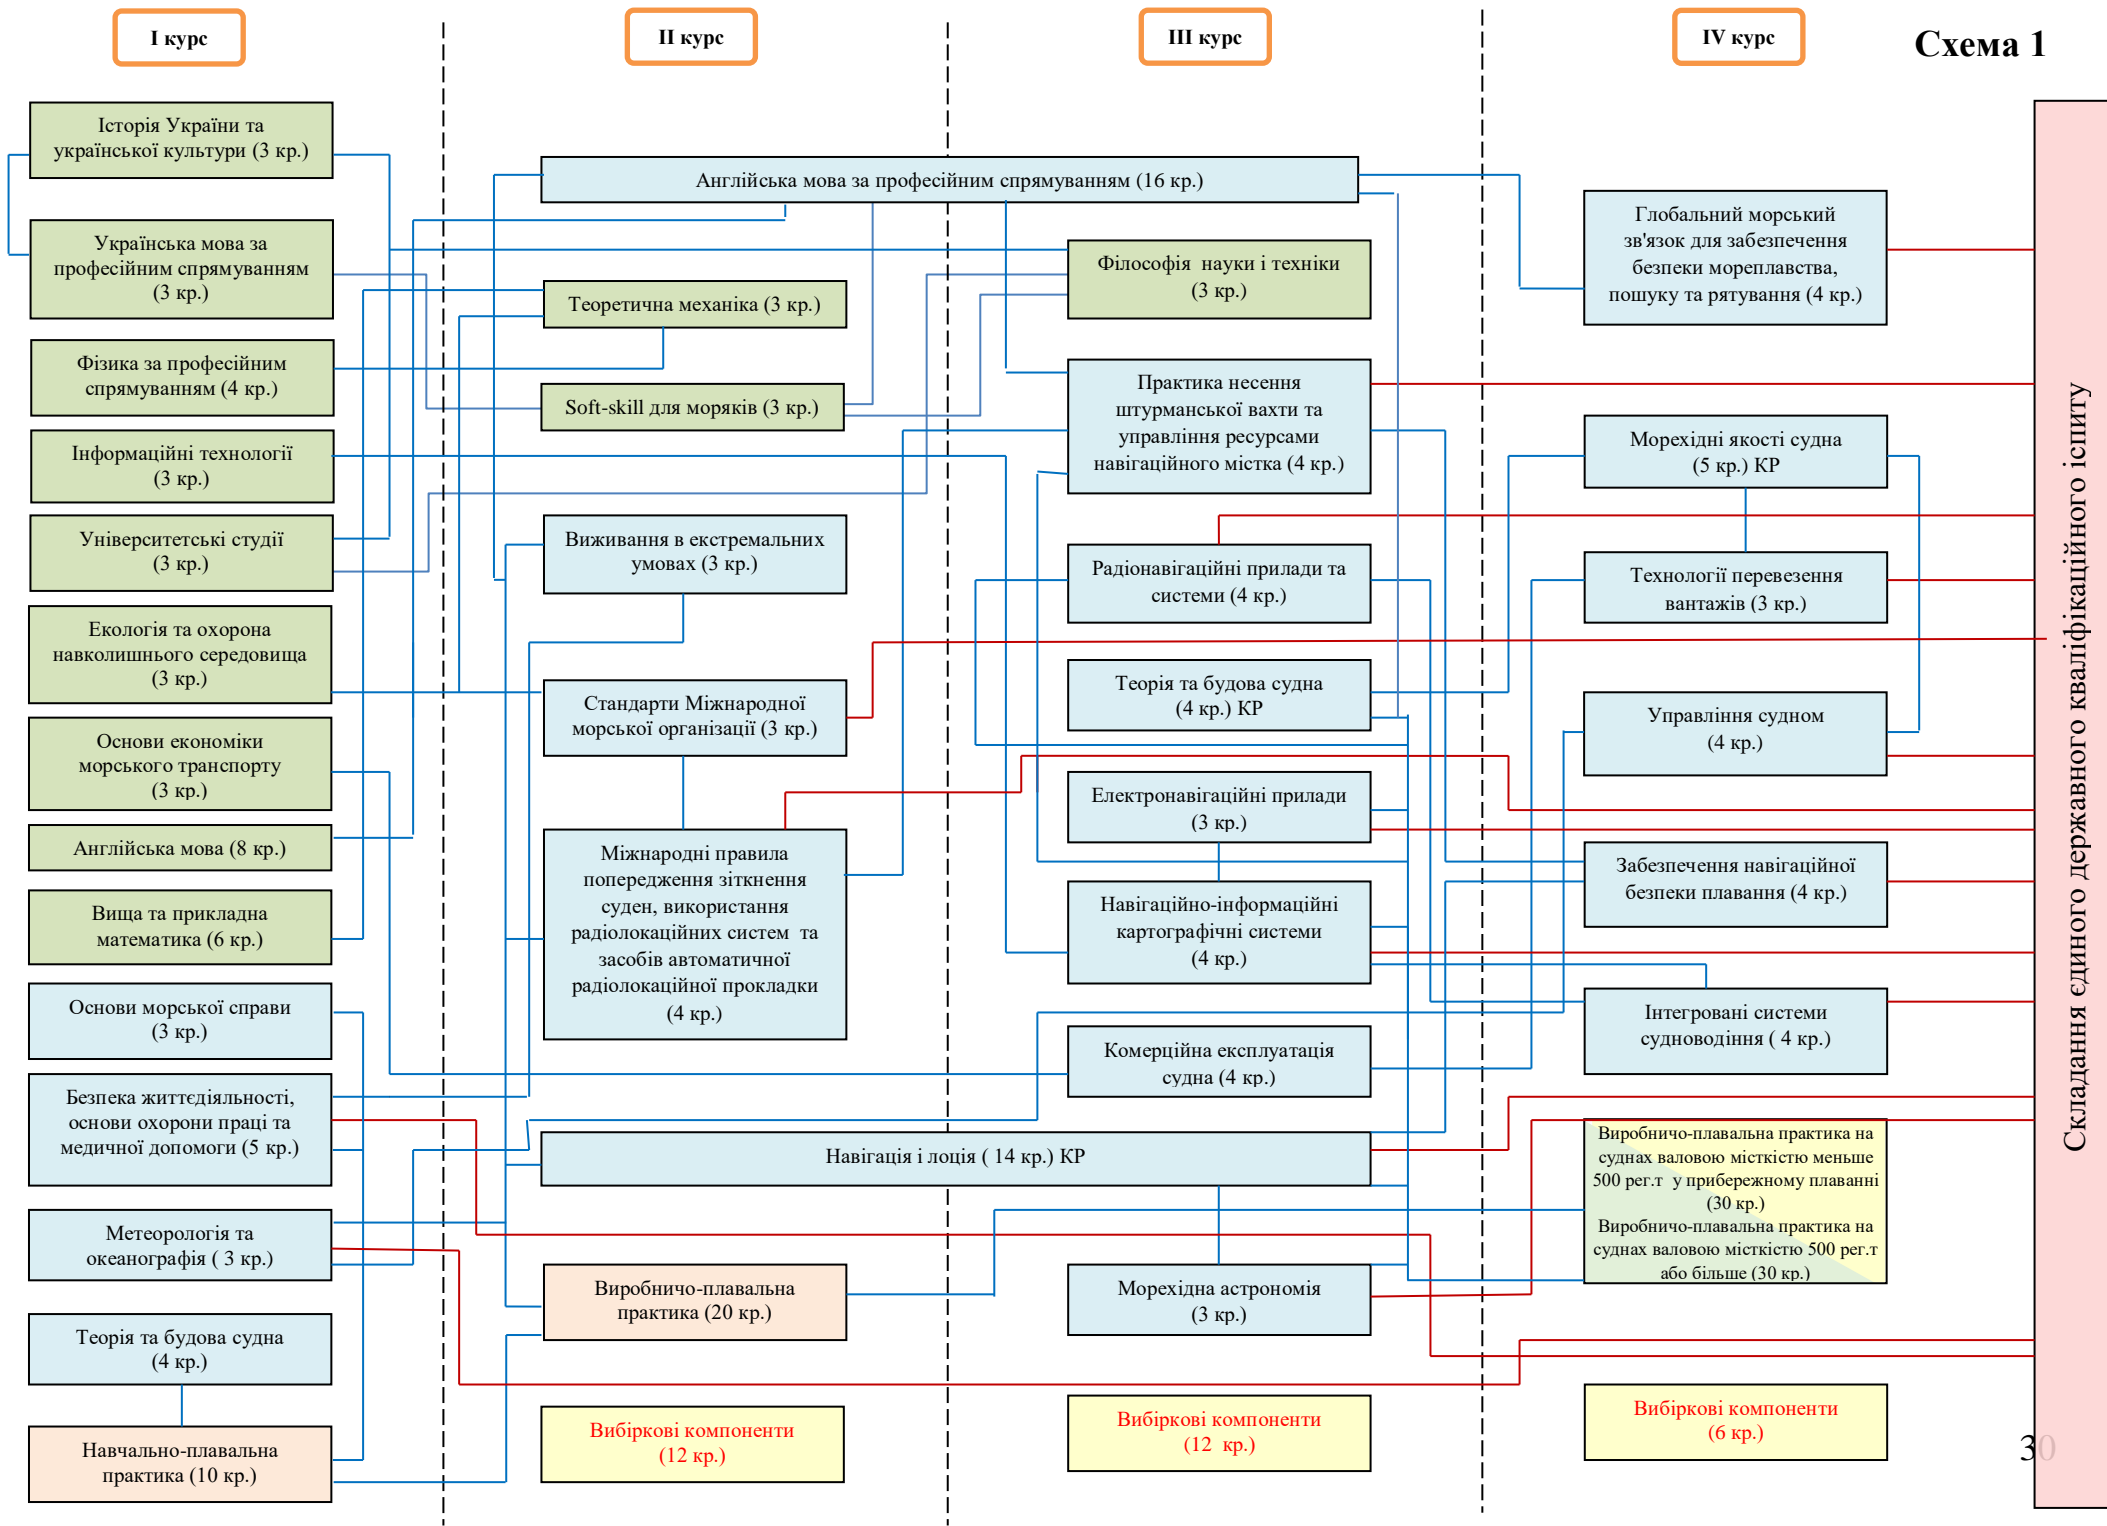 І курс
ІІ курс
ІІІ курс
IV курс
Схема 1
Історія України та
української культури (3 кр.)
Українська мова за
професійним спрямуванням
(3 кр.)
Фізика за професійним
спрямуванням (4 кр.)
Інформаційні технології
(3 кр.)
Університетські студії
(3 кр.)
Екологія та охорона
навколишнього середовища
(3 кр.)
Основи економіки
морського транспорту
(3 кр.)
Англійська мова (8 кр.)
Вища та прикладна
математика (6 кр.)
Основи морської справи
(3 кр.)
Безпека життєдіяльності,
основи охорони праці та
медичної допомоги (5 кр.)
Метеорологія та
океанографія ( 3 кр.)
Теорія та будова судна
(4 кр.)
Навчально-плавальна
практика (10 кр.)
Англійська мова за професійним спрямуванням (16 кр.)
Теоретична механіка (3 кр.)
Soft-skill для моряків (3 кр.)
Виживання в екстремальних
умовах (3 кр.)
Стандарти Міжнародної
морської організації (3 кр.)
Міжнародні правила
попередження зіткнення
суден, використання
радіолокаційних систем та
засобів автоматичної
радіолокаційної прокладки
(4 кр.)
Навігація і лоція ( 14 кр.) КР
Виробничо-плавальна
практика (20 кр.)
Вибіркові компоненти
(12 кр.)
Філософія науки і техніки
(3 кр.)
Практика несення
штурманської вахти та
управління ресурсами
навігаційного містка (4 кр.)
Радіонавігаційні прилади та
системи (4 кр.)
Теорія та будова судна
(4 кр.) КР
Електронавігаційні прилади
(3 кр.)
Навігаційно-інформаційні
картографічні системи
(4 кр.)
Комерційна експлуатація
судна (4 кр.)
Морехідна астрономія
(3 кр.)
Вибіркові компоненти
(12 кр.)
Глобальний морський
зв'язок для забезпечення
безпеки мореплавства,
пошуку та рятування (4 кр.)
Морехідні якості судна
(5 кр.) КР
Технології перевезення
вантажів (3 кр.)
Управління судном
(4 кр.)
Забезпечення навігаційної
безпеки плавання (4 кр.)
Інтегровані системи
судноводіння ( 4 кр.)
Виробничо-плавальна практика на
суднах валовою місткістю меньше
500 рег.т у прибережному плаванні
(30 кр.)
Виробничо-плавальна практика на
суднах валовою місткістю 500 рег.т
або більше (30 кр.)
Вибіркові компоненти
(6 кр.)
Складання єдиного державного кваліфікаційного іспиту
30